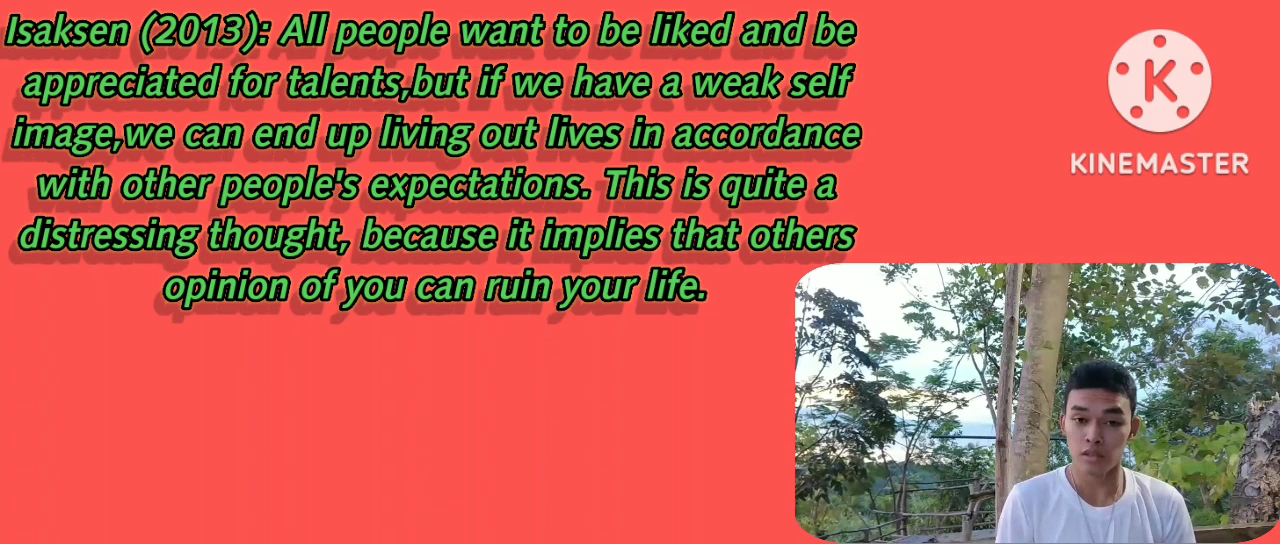 Isaksen (2013): All people want to be liked and be
appreciated for talents,but if we have a weak self
image,we can end up living out lives in accordance
with other people's expectations. This is quite a
distressing thought, because it implies that others
opinion of you can ruin your life.
K
KINEMASTER